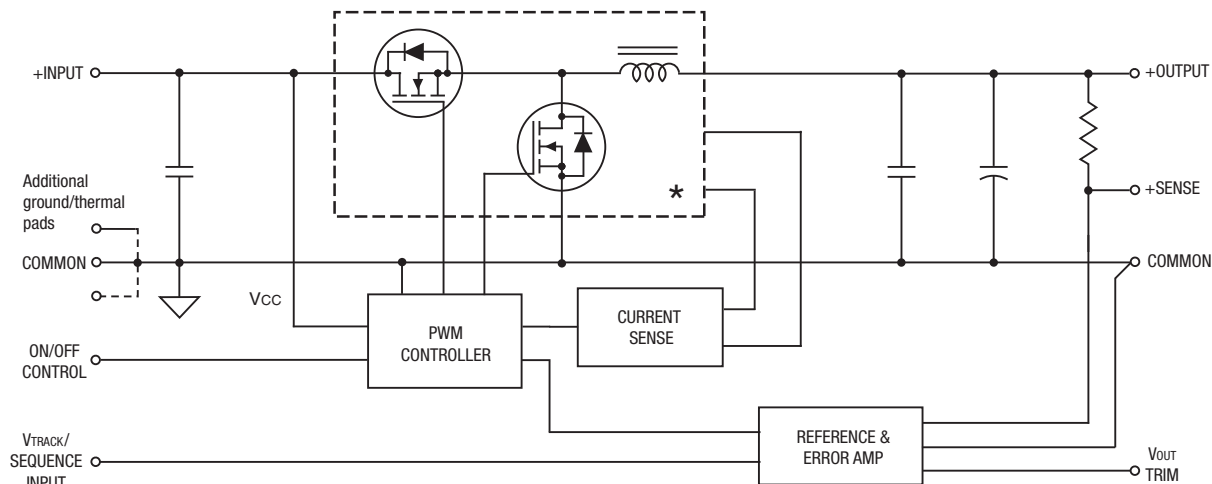 +INPUT
+OUTPUT
Additional
ground/thermal
pads
*
+SENSE
COMMON
COMMON
VCC
PWM
CONTROLLER
CURRENT
SENSE
ON/OFF
CONTROL
VTRACK/
SEQUENCE
INPUT
REFERENCE &
ERROR AMP
VOUT
TRIM